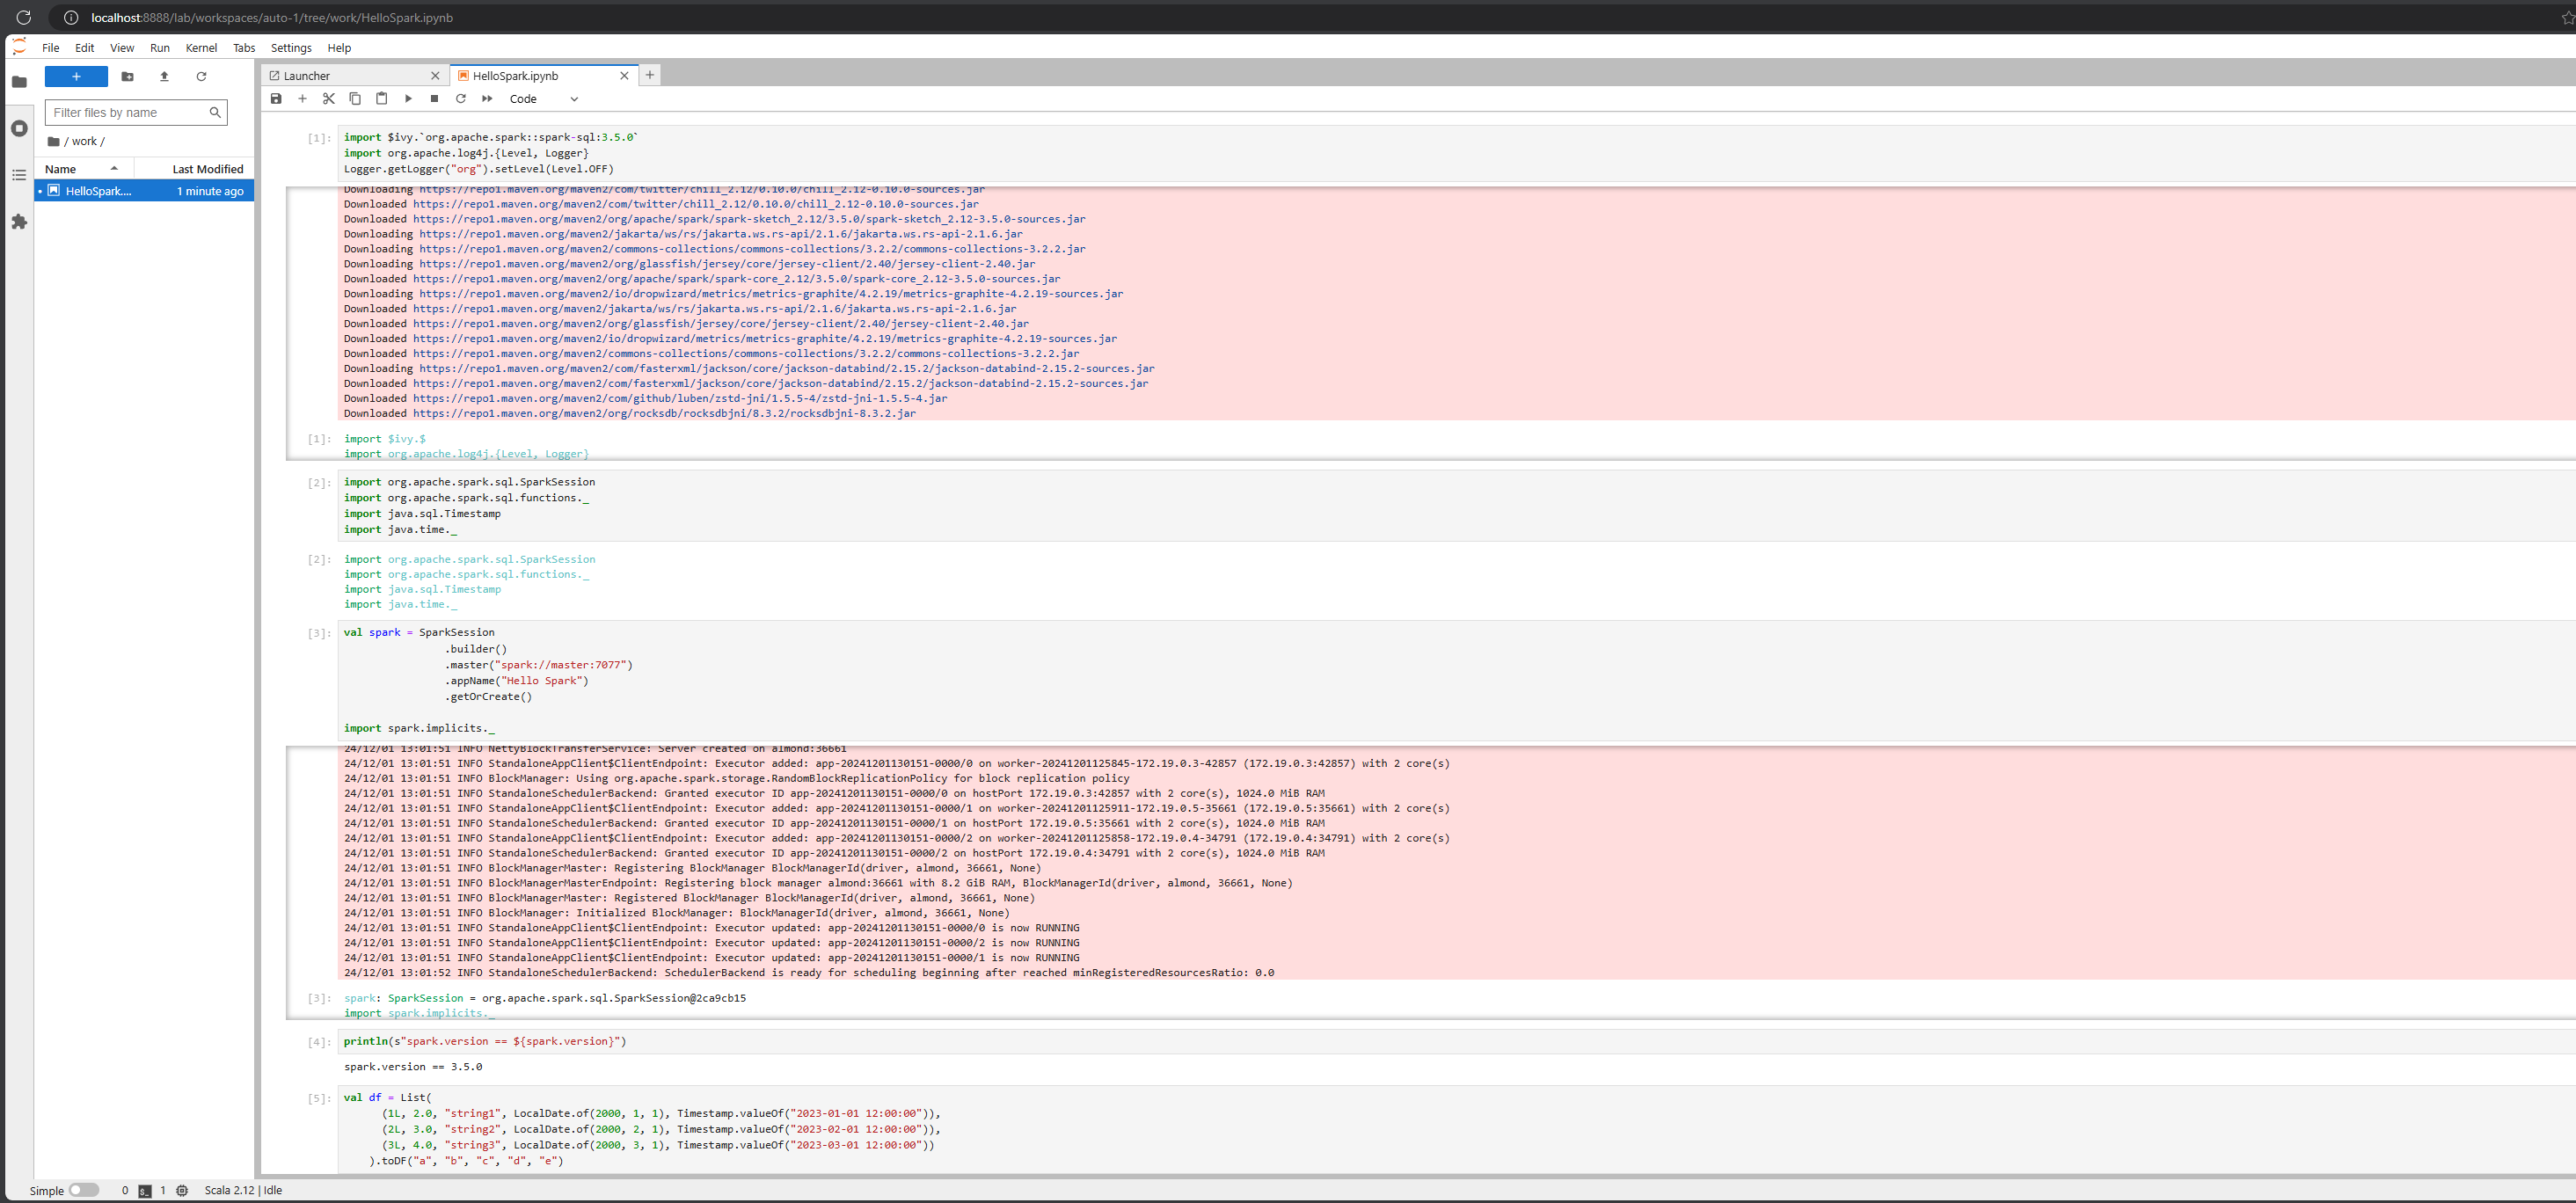 localhost:8888/lab/workspaces/auto-1/tree/work/HelloSpark.ipynb
File Edit View Run Kernel Tabs Settings Help
Launcher
HelloSpark.ipynb
Code
Filter files by name
/ work /
Name Last Modified
HelloSpark.... 1 minute ago
[1]: import $ivy.`org.apache.spark::spark-sql:3.5.0`
import org.apache.log4j.{Level, Logger}
Logger.getLogger("org").setLevel(Level.OFF)
Downloading https://repo1.maven.org/maven2/com/twitter/chill_2.12/0.10.0/chill_2.12-0.10.0-sources.jar
Downloaded https://repo1.maven.org/maven2/com/twitter/chill_2.12/0.10.0/chill_2.12-0.10.0-sources.jar
Downloaded https://repo1.maven.org/maven2/org/apache/spark/spark-sketch_2.12/3.5.0/spark-sketch_2.12-3.5.0-sources.jar
Downloading https://repo1.maven.org/maven2/jakarta/ws/rs/jakarta.ws.rs-api/2.1.6/jakarta.ws.rs-api-2.1.6.jar
Downloading https://repo1.maven.org/maven2/commons-collections/commons-collections/3.2.2/commons-collections-3.2.2.jar
Downloading https://repo1.maven.org/maven2/org/glassfish/jersey/core/jersey-client/2.40/jersey-client-2.40.jar
Downloaded https://repo1.maven.org/maven2/org/apache/spark/spark-core_2.12/3.5.0/spark-core_2.12-3.5.0-sources.jar
Downloading https://repo1.maven.org/maven2/io/dropwizard/metrics/metrics-graphite/4.2.19/metrics-graphite-4.2.19-sources.jar
Downloaded https://repo1.maven.org/maven2/jakarta/ws/rs/jakarta.ws.rs-api/2.1.6/jakarta.ws.rs-api-2.1.6.jar
Downloaded https://repo1.maven.org/maven2/org/glassfish/jersey/core/jersey-client/2.40/jersey-client-2.40.jar
Downloaded https://repo1.maven.org/maven2/io/dropwizard/metrics/metrics-graphite/4.2.19/metrics-graphite-4.2.19-sources.jar
Downloaded https://repo1.maven.org/maven2/commons-collections/commons-collections/3.2.2/commons-collections-3.2.2.jar
Downloading https://repo1.maven.org/maven2/com/fasterxml/jackson/core/jackson-databind/2.15.2/jackson-databind-2.15.2-sources.jar
Downloaded https://repo1.maven.org/maven2/com/fasterxml/jackson/core/jackson-databind/2.15.2/jackson-databind-2.15.2-sources.jar
Downloaded https://repo1.maven.org/maven2/com/github/luben/zstd-jni/1.5.5-4/zstd-jni-1.5.5-4.jar
Downloaded https://repo1.maven.org/maven2/org/rocksdb/rocksdbjni/8.3.2/rocksdbjni-8.3.2.jar
[1]: import $ivy.$
import org.apache.log4j.{Level, Logger}
[2]: import org.apache.spark.sql.SparkSession
import org.apache.spark.sql.functions._
import java.sql.Timestamp
import java.time._
[2]: import org.apache.spark.sql.SparkSession
import org.apache.spark.sql.functions._
import java.sql.Timestamp
import java.time._
[3]: val spark = SparkSession
.builder()
.master("spark://master:7077")
.appName("Hello Spark")
.getOrCreate()
import spark.implicits._
24/12/01 13:01:51 INFO NettyBlockTransferService: Server created on almond:36661
24/12/01 13:01:51 INFO StandaloneAppClient$ClientEndpoint: Executor added: app-20241201130151-0000/0 on worker-20241201125845-172.19.0.3-42857 (172.19.0.3:42857) with 2 core(s)
24/12/01 13:01:51 INFO BlockManager: Using org.apache.spark.storage.RandomBlockReplicationPolicy for block replication policy
24/12/01 13:01:51 INFO StandaloneSchedulerBackend: Granted executor ID app-20241201130151-0000/0 on hostPort 172.19.0.3:42857 with 2 core(s), 1024.0 MiB RAM
24/12/01 13:01:51 INFO StandaloneAppClient$ClientEndpoint: Executor added: app-20241201130151-0000/1 on worker-20241201125911-172.19.0.5-35661 (172.19.0.5:35661) with 2 core(s)
24/12/01 13:01:51 INFO StandaloneSchedulerBackend: Granted executor ID app-20241201130151-0000/1 on hostPort 172.19.0.5:35661 with 2 core(s), 1024.0 MiB RAM
24/12/01 13:01:51 INFO StandaloneAppClient$ClientEndpoint: Executor added: app-20241201130151-0000/2 on worker-20241201125858-172.19.0.4-34791 (172.19.0.4:34791) with 2 core(s)
24/12/01 13:01:51 INFO StandaloneSchedulerBackend: Granted executor ID app-20241201130151-0000/2 on hostPort 172.19.0.4:34791 with 2 core(s), 1024.0 MiB RAM
24/12/01 13:01:51 INFO BlockManagerMaster: Registering BlockManager BlockManagerId(driver, almond, 36661, None)
24/12/01 13:01:51 INFO BlockManagerMasterEndpoint: Registering block manager almond:36661 with 8.2 GiB RAM, BlockManagerId(driver, almond, 36661, None)
24/12/01 13:01:51 INFO BlockManagerMaster: Registered BlockManager BlockManagerId(driver, almond, 36661, None)
24/12/01 13:01:51 INFO BlockManager: Initialized BlockManager: BlockManagerId(driver, almond, 36661, None)
24/12/01 13:01:51 INFO StandaloneAppClient$ClientEndpoint: Executor updated: app-20241201130151-0000/0 is now RUNNING
24/12/01 13:01:51 INFO StandaloneAppClient$ClientEndpoint: Executor updated: app-20241201130151-0000/2 is now RUNNING
24/12/01 13:01:51 INFO StandaloneAppClient$ClientEndpoint: Executor updated: app-20241201130151-0000/1 is now RUNNING
24/12/01 13:01:52 INFO StandaloneSchedulerBackend: SchedulerBackend is ready for scheduling beginning after reached minRegisteredResourcesRatio: 0.0
[3]: spark: SparkSession = org.apache.spark.sql.SparkSession@2ca9cb15
import spark.implicits._
[4]: println(s"spark.version == ${spark.version}")
spark.version == 3.5.0
[5]: val df = List(
(1L, 2.0, "string1", LocalDate.of(2000, 1, 1), Timestamp.valueOf("2023-01-01 12:00:00")),
(2L, 3.0, "string2", LocalDate.of(2000, 2, 1), Timestamp.valueOf("2023-02-01 12:00:00")),
(3L, 4.0, "string3", LocalDate.of(2000, 3, 1), Timestamp.valueOf("2023-03-01 12:00:00"))
).toDF("a", "b", "c", "d", "e")
Simple 0 1 Scala 2.12 | Idle